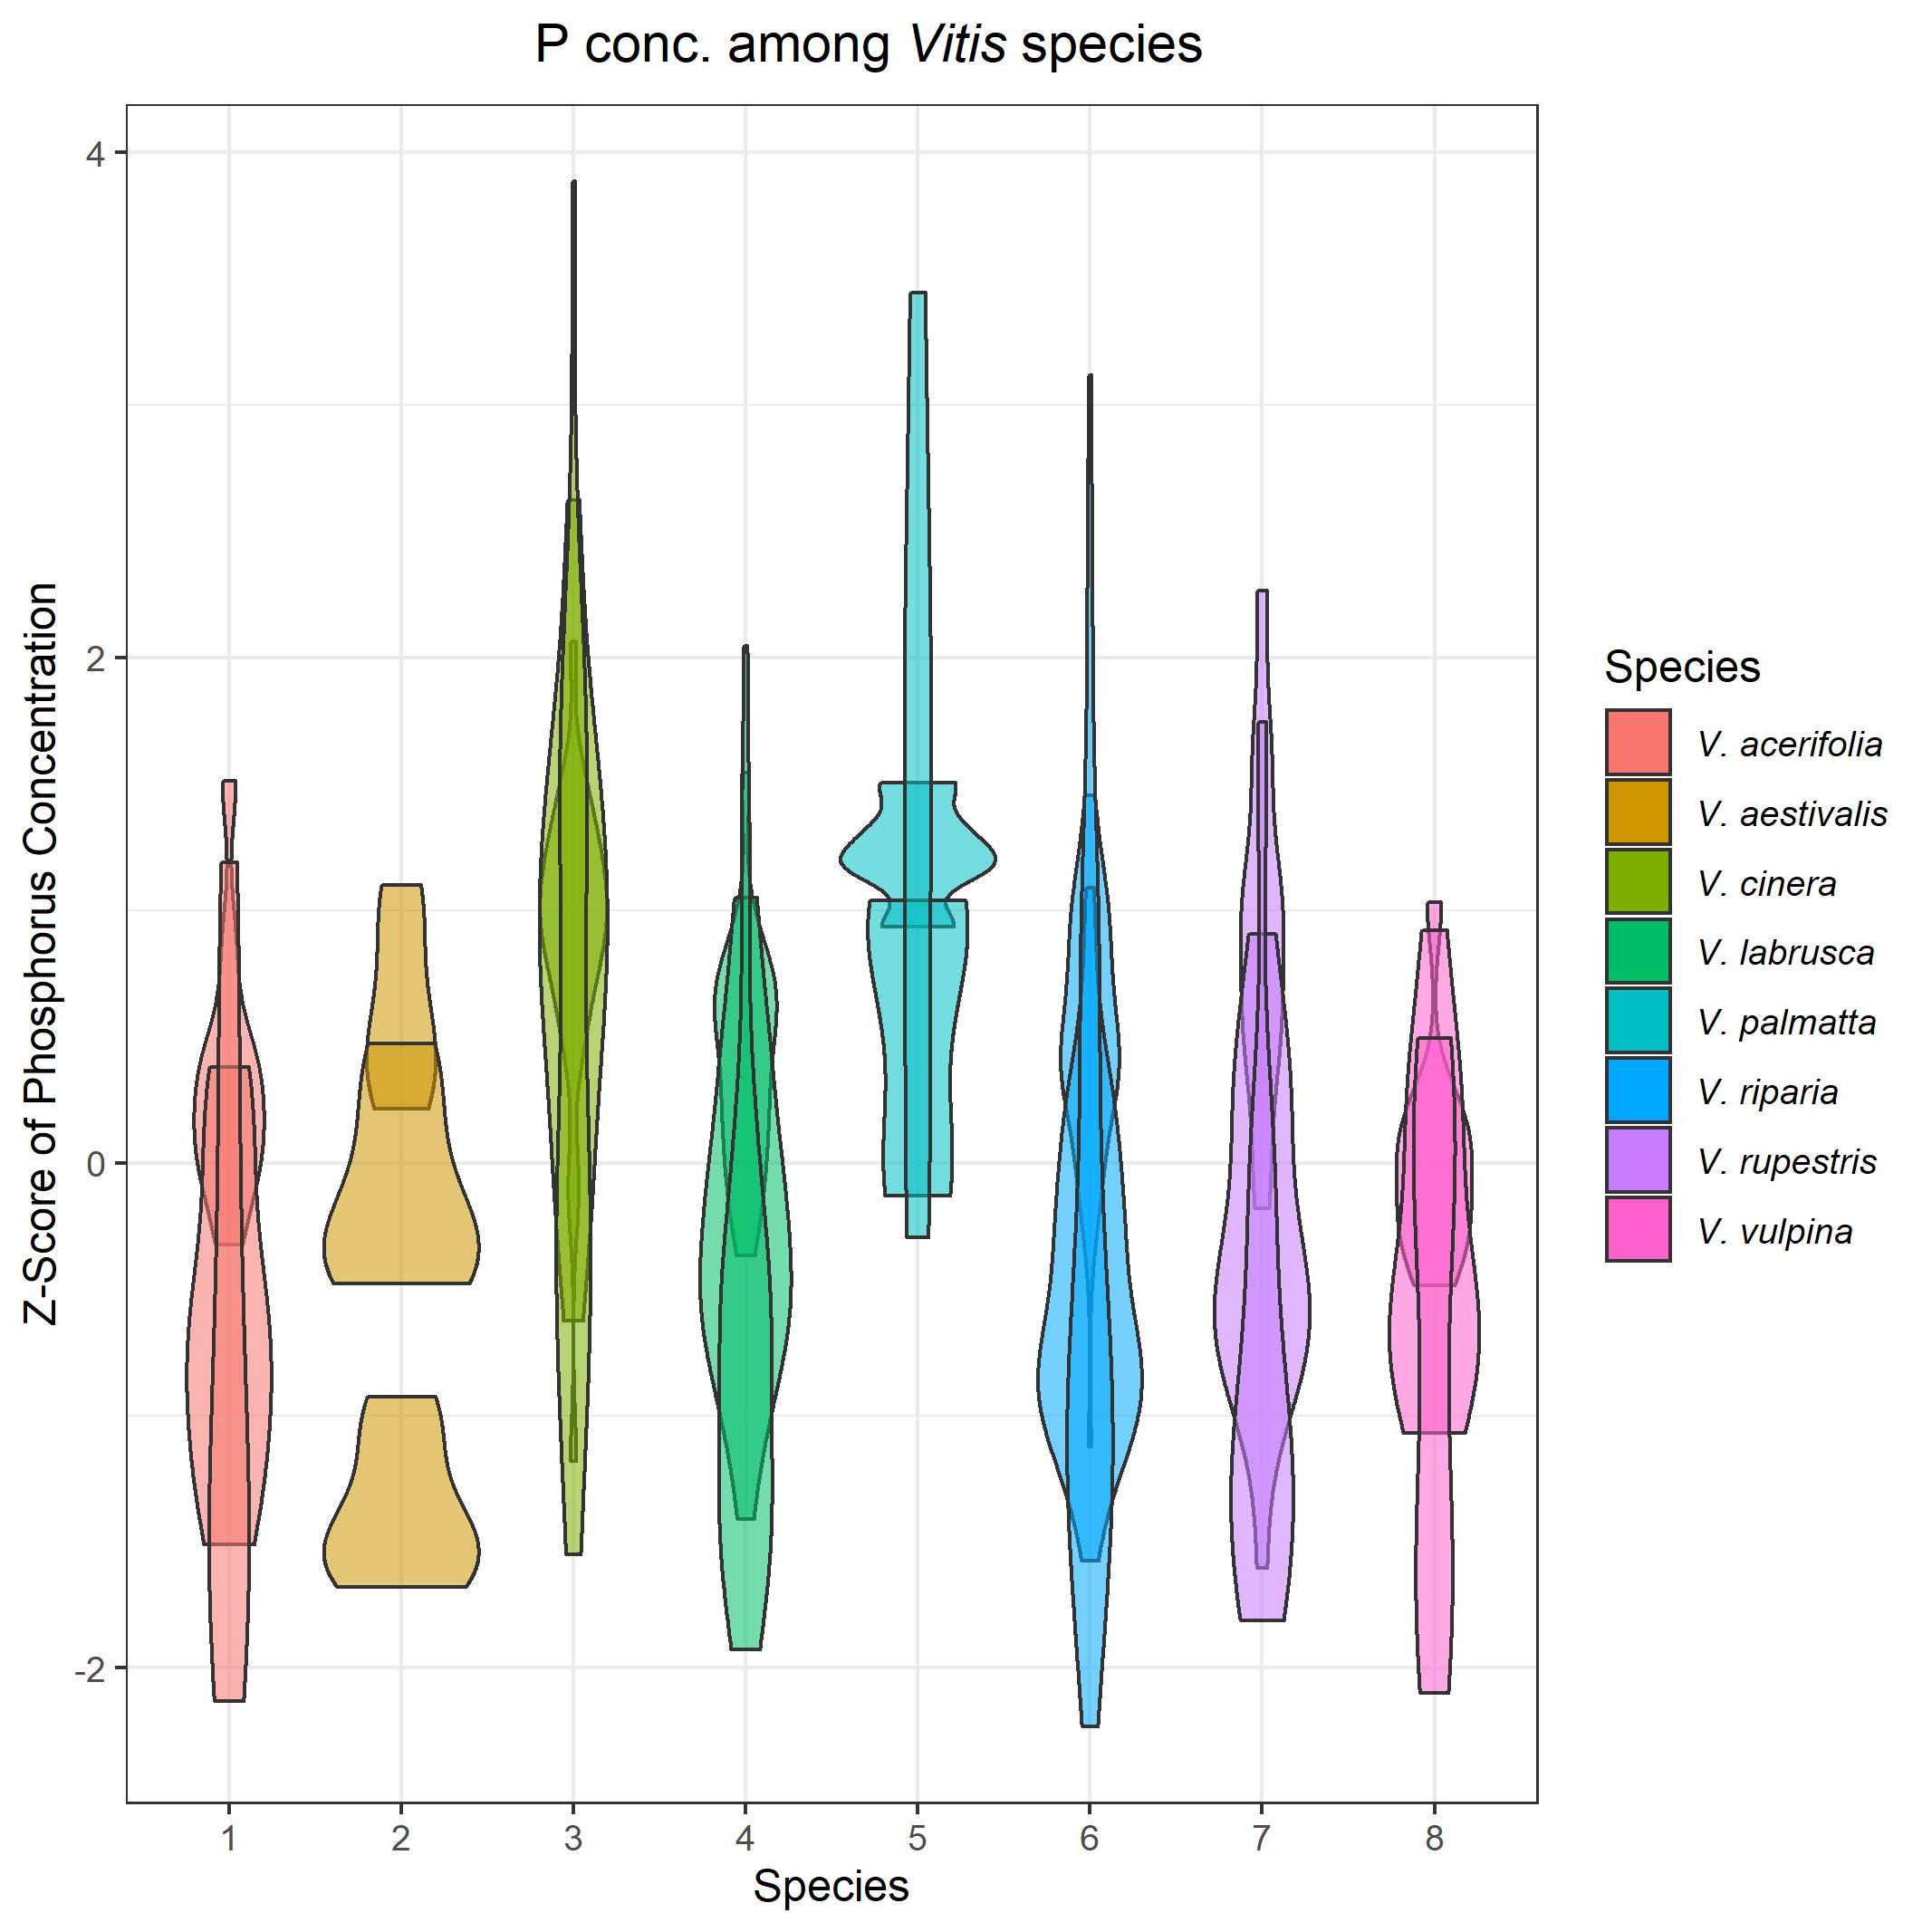 P conc. among Vitis species
Z-Score of Phosphorus Concentration
4
2
0
-2
1 2 3 4 5 6 7 8
Species
Species
V. acerifolia
V. aestivalis
V. cinera
V. labrusca
V. palmatta
V. riparia
V. rupestris
V. vulpina